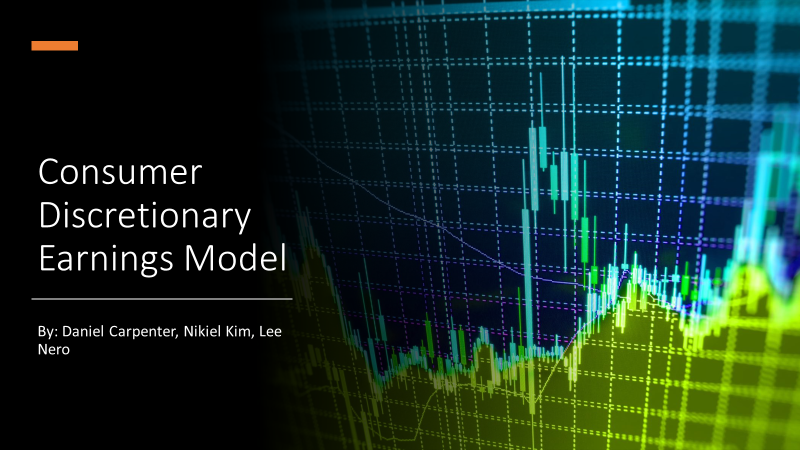 Consumer
Discretionary
Earnings Model
By: Daniel Carpenter, Nikiel Kim, Lee
Nero